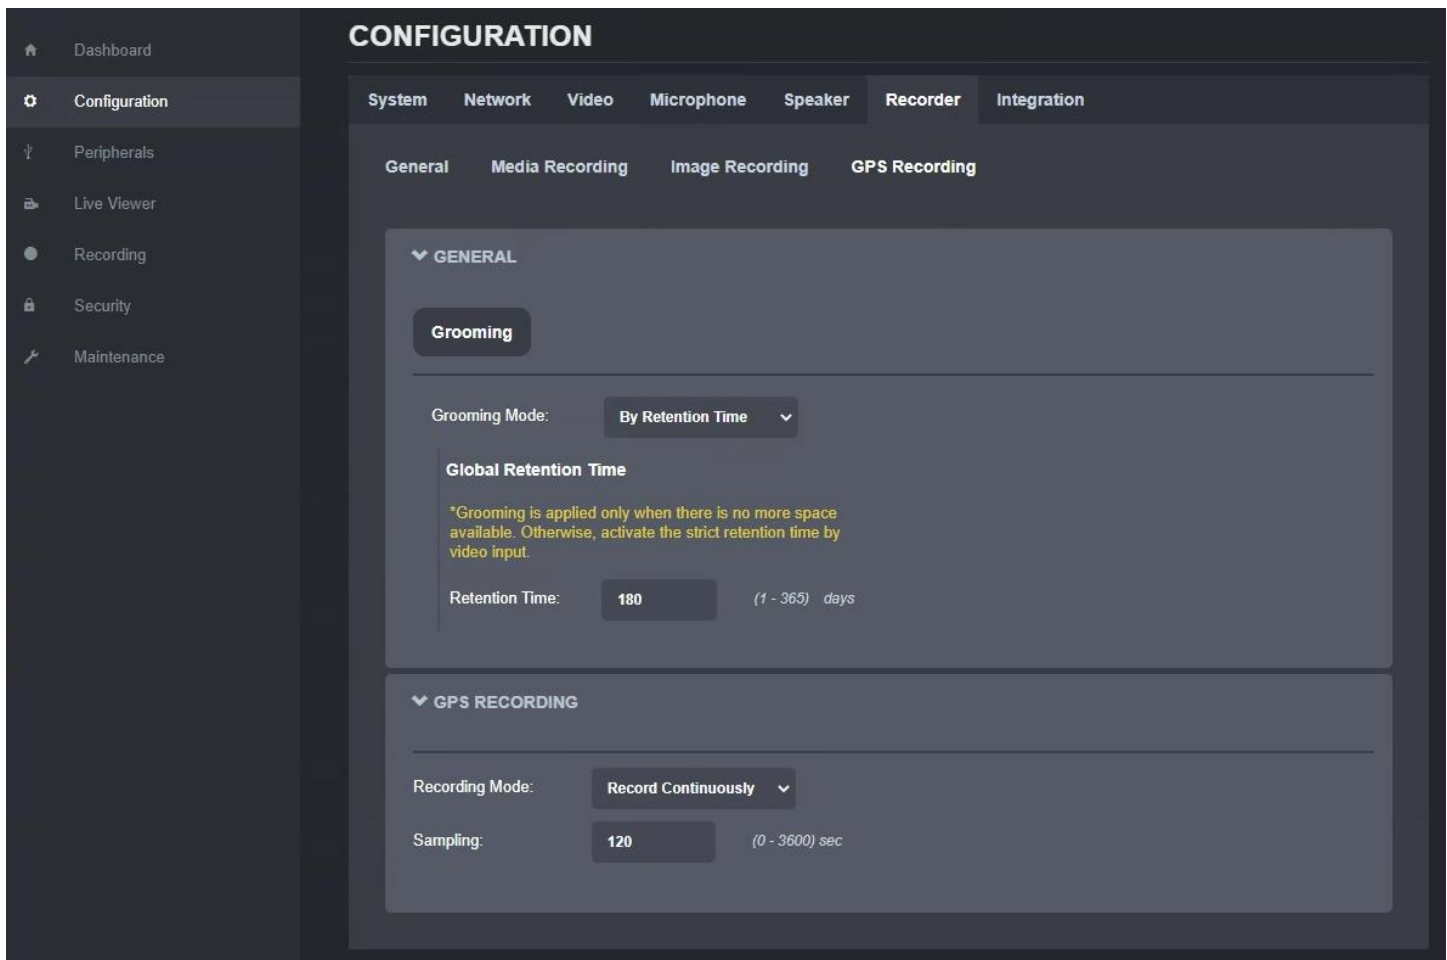 CONFIGURATION
Dashboard
Configuration
Peripherals
Live Viewer
Recording
Security
Maintenance
System Network Video Microphone Speaker Recorder Integration
General Media Recording Image Recording GPS Recording
GENERAL
Grooming
Grooming Mode: By Retention Time
Global Retention Time
*Grooming is applied only when there is no more space
available. Otherwise, activate the strict retention time by
video input.
Retention Time: 180 (1 - 365) days
GPS RECORDING
Recording Mode: Record Continuously
Sampling: 120 (0 - 3600) sec